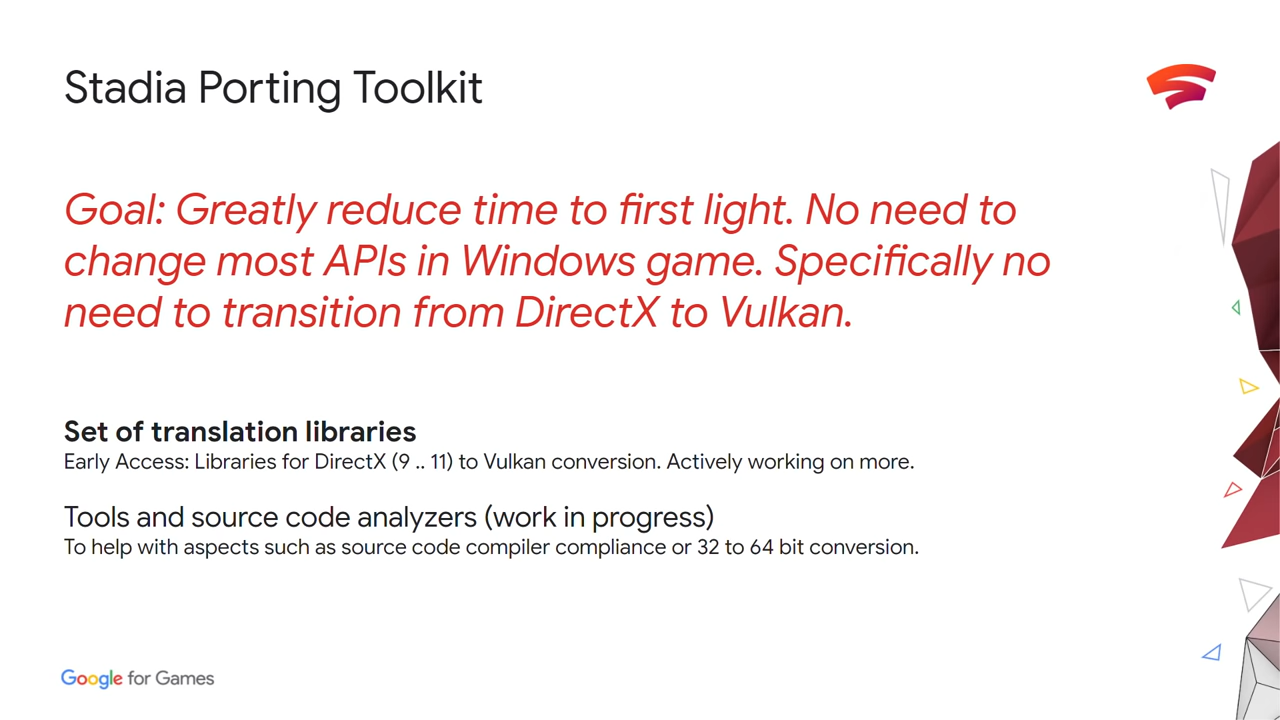 Stadia Porting Toolkit
Goal: Greatly reduce time to first light. No need to
change most APIs in Windows game. Specifically no
need to transition from DirectX to Vulkan.
Set of translation libraries
Early Access: Libraries for DirectX (9 .. 11) to Vulkan conversion. Actively working on more.
Tools and source code analyzers (work in progress)
To help with aspects such as source code compiler compliance or 32 to 64 bit conversion.
Google for Games